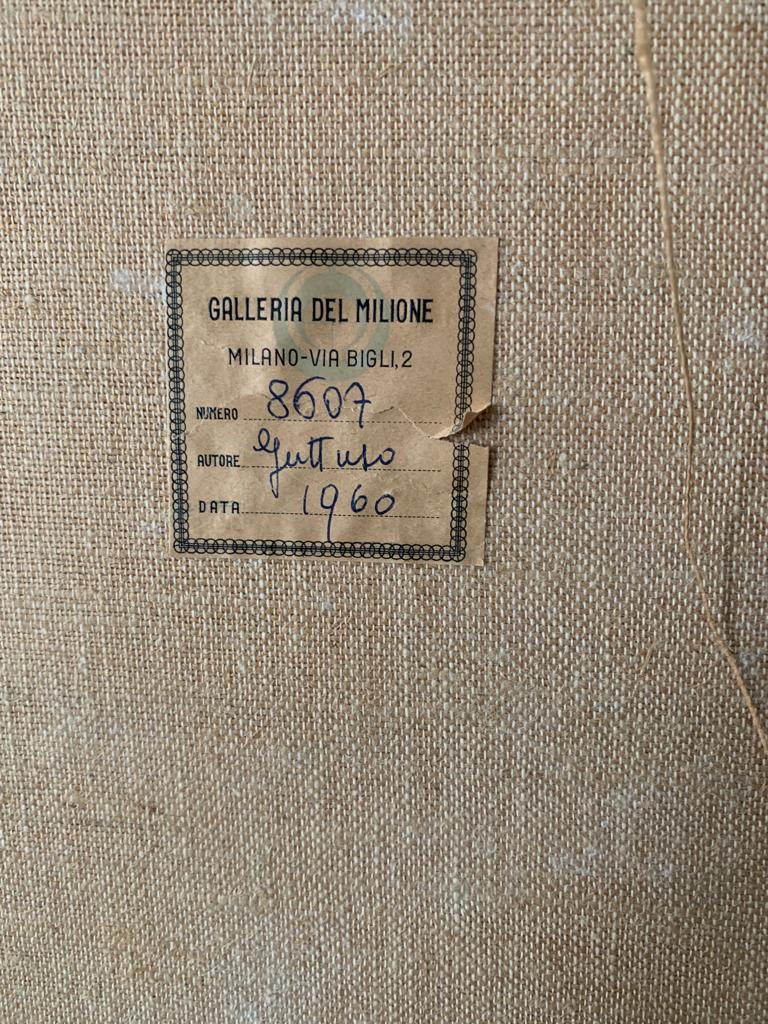 GALLERIA DEL MILIONE
MILANO-VIA BIGLI, 2
NUMERO 8607
AUTORE Guttuso
DATA 1960